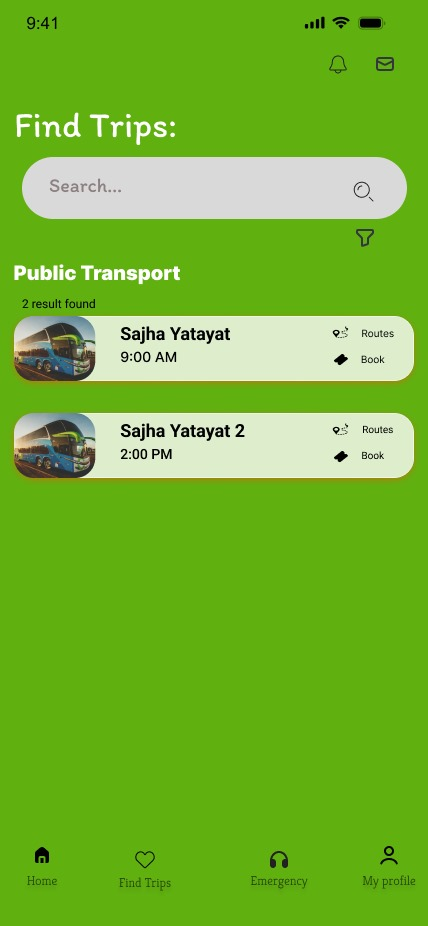 9:41
Find Trips:
Search...
Public Transport
2 result found
Sajha Yatayat
Routes
9:00 AM
Book
Sajha Yatayat 2
Routes
2:00 PM
Book
Home
Find Trips
Emergency
My profile